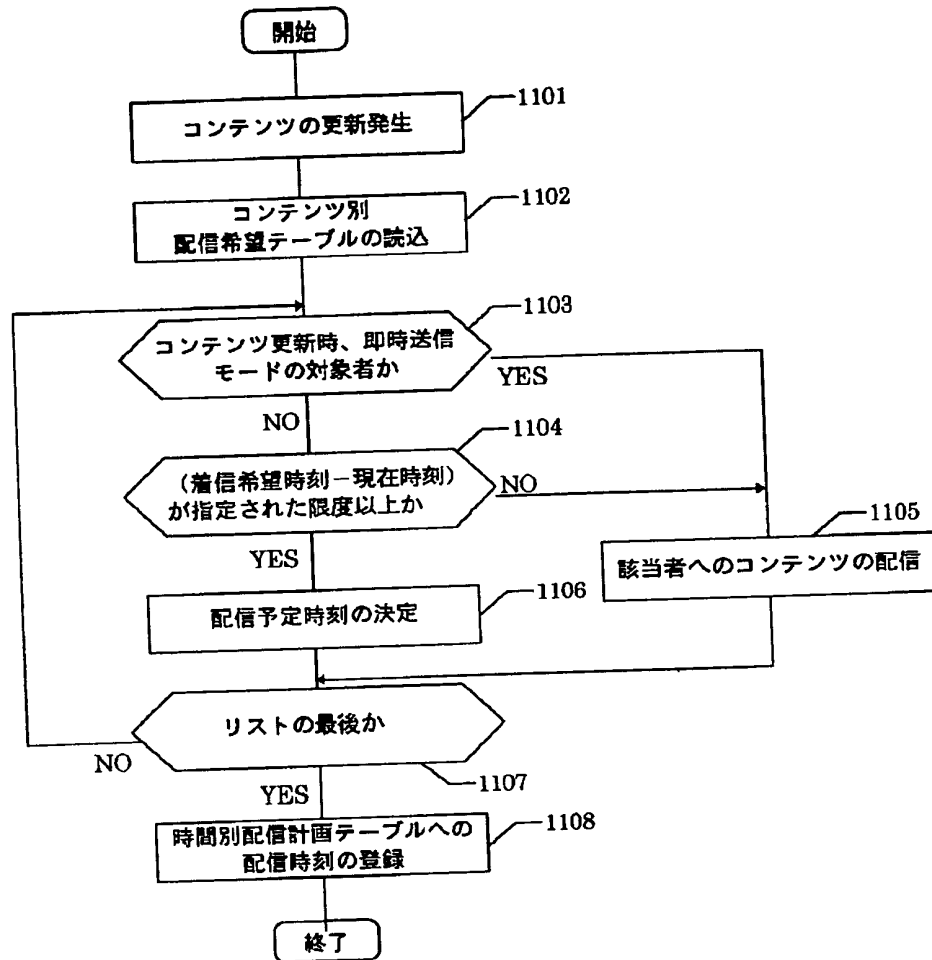 開始
1101
コンテンツの更新発生
1102
コンテンツ別
配信希望テーブルの読込
1103
コンテンツ更新時、即時送信
モードの対象者か
YES
NO
1104
（着信希望時刻－現在時刻）
が指定された限度以上か
NO
YES
1105
該当者へのコンテンツの配信
1106
配信予定時刻の決定
リストの最後か
NO
1107
YES
1108
時間別配信計画テーブルへの
配信時刻の登録
終了